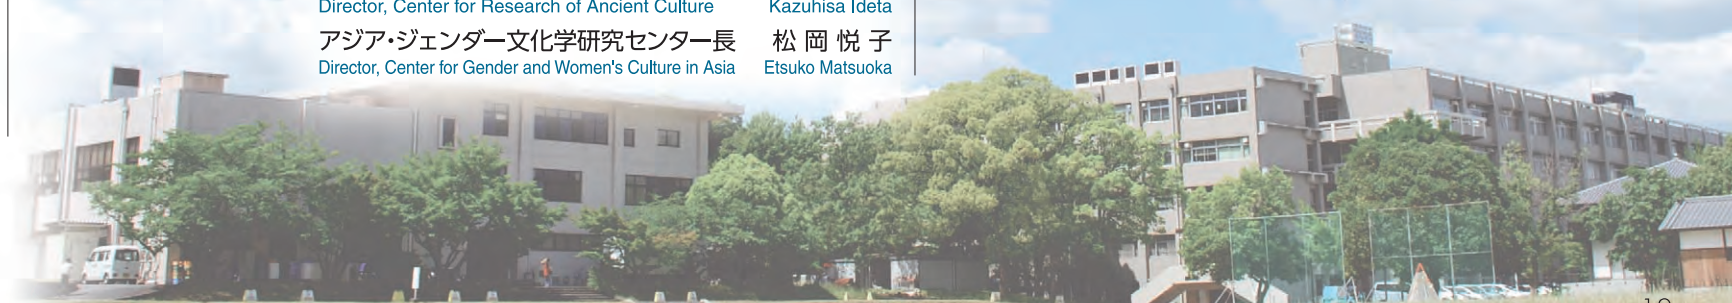 Director, Center for Research of Ancient Culture Kazuhisa Ideta
アジア・ジェンダー文化学研究センター長 松岡悦子
Director, Center for Gender and Women's Culture in Asia Etsuko Matsuoka